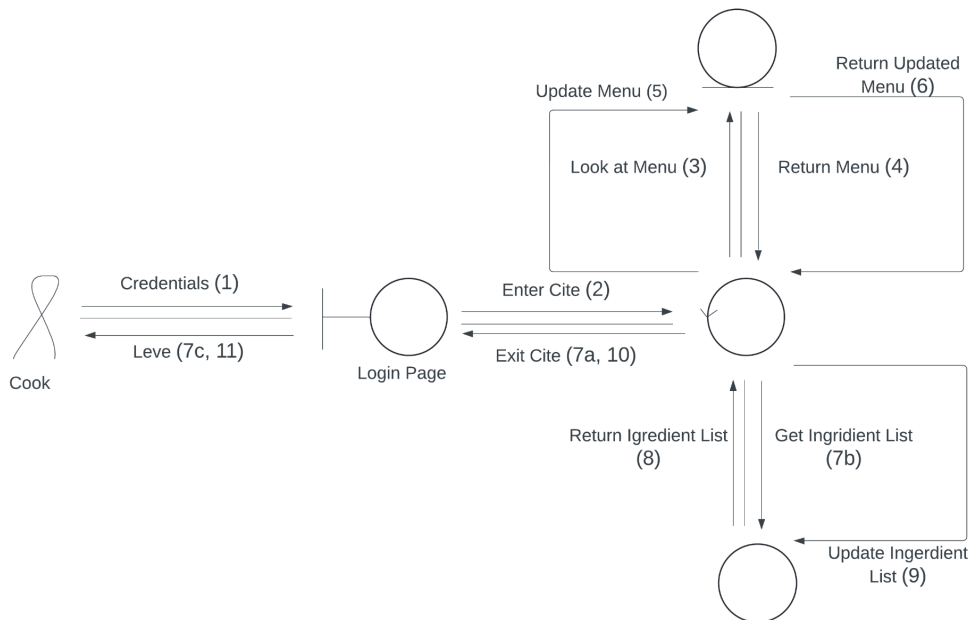 Return Updated
Menu (6)
Update Menu (5)
Look at Menu (3)
Return Menu (4)
Credentials (1)
Enter Cite (2)
Leve (7c, 11)
Exit Cite (7a, 10)
Login Page
Cook
Return Igredient List
(8)
Get Ingridient List
(7b)
Update Ingerdient
List (9)